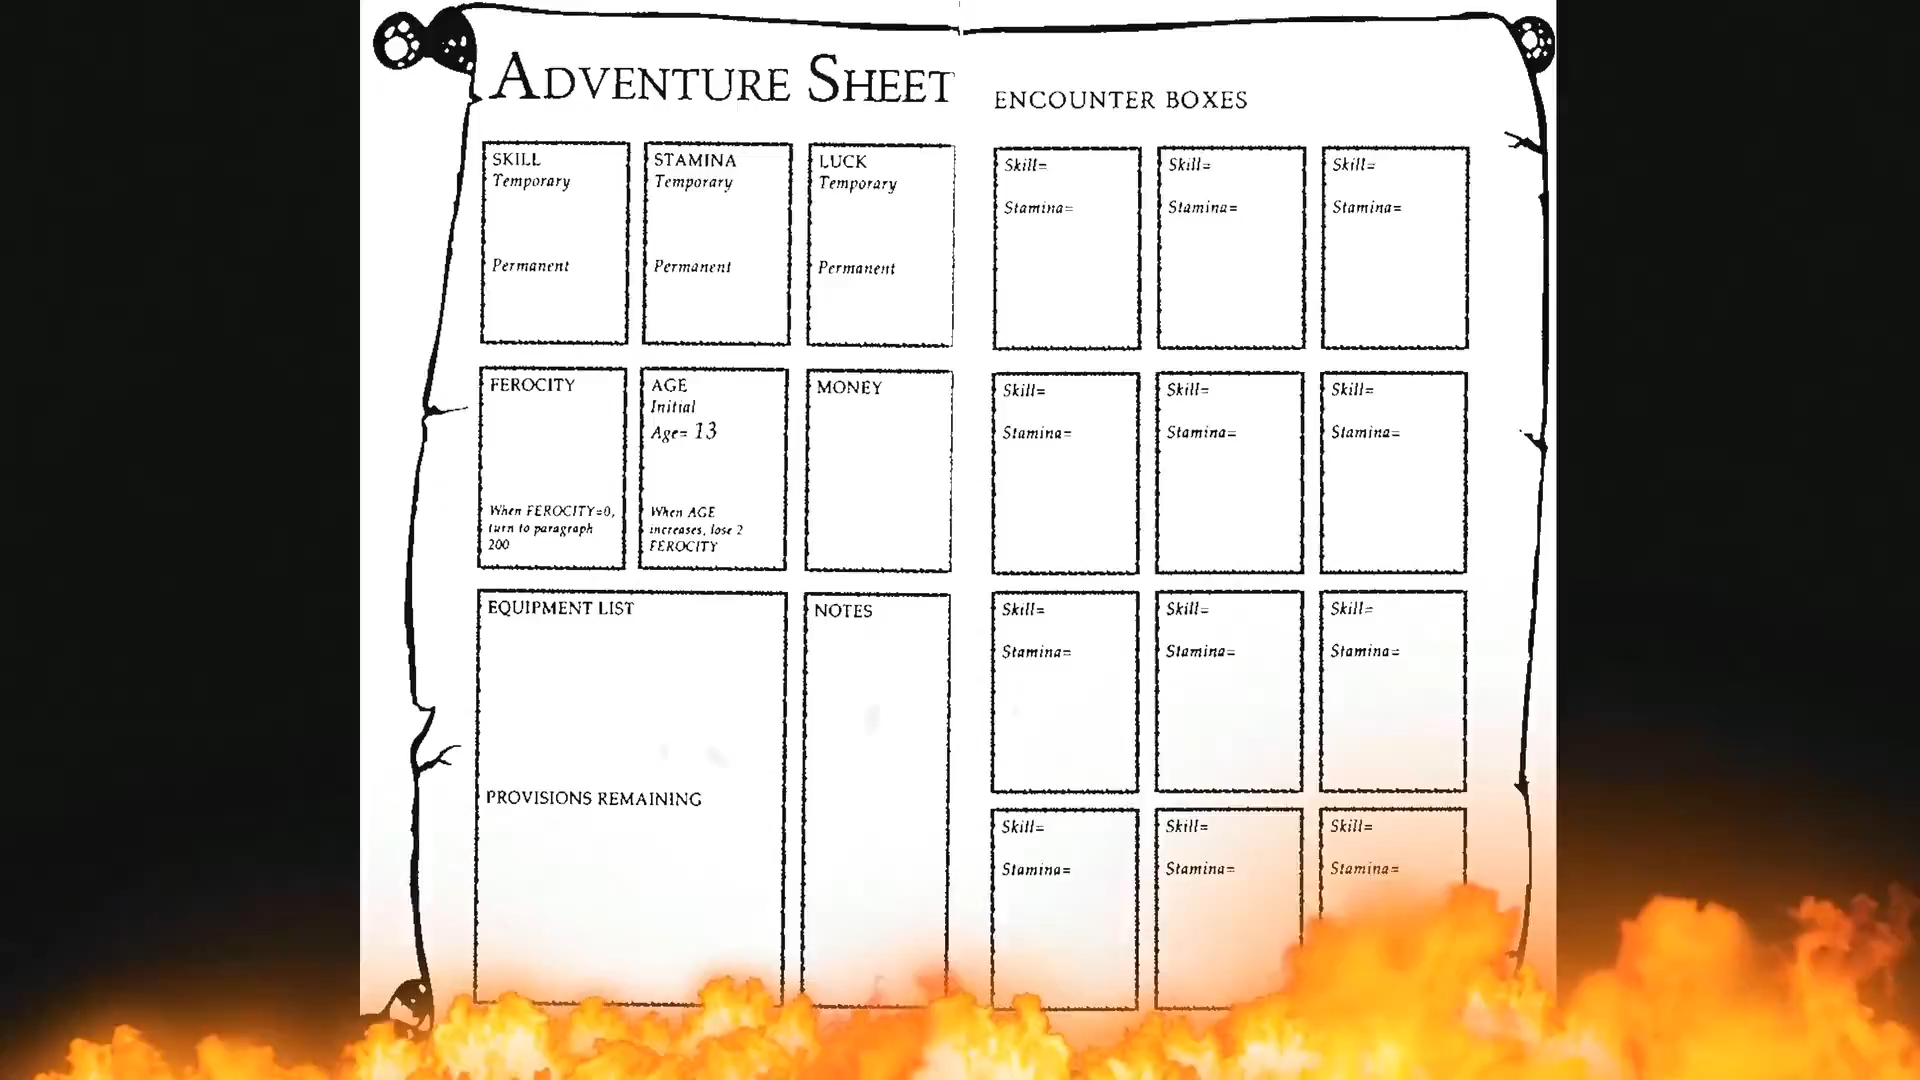 ADVENTURE SHEET
SKILL
Temporary
Permanent
STAMINA
Temporary
Permanent
LUCK
Temporary
Permanent
FEROCITY
When FEROCITY=0,
turn to paragraph
200
AGE
Initial
Age= 13
When AGE
increases, lose 2
FEROCITY
MONEY
EQUIPMENT LIST
PROVISIONS REMAINING
NOTES
ENCOUNTER BOXES
Skill=
Stamina=
Skill=
Stamina=
Skill=
Stamina=
Skill=
Stamina=
Skill=
Stamina=
Skill=
Stamina=
Skill=
Stamina=
Skill=
Stamina=
Skill=
Stamina=
Skill=
Stamina=
Skill=
Stamina=
Skill=
Stamina=